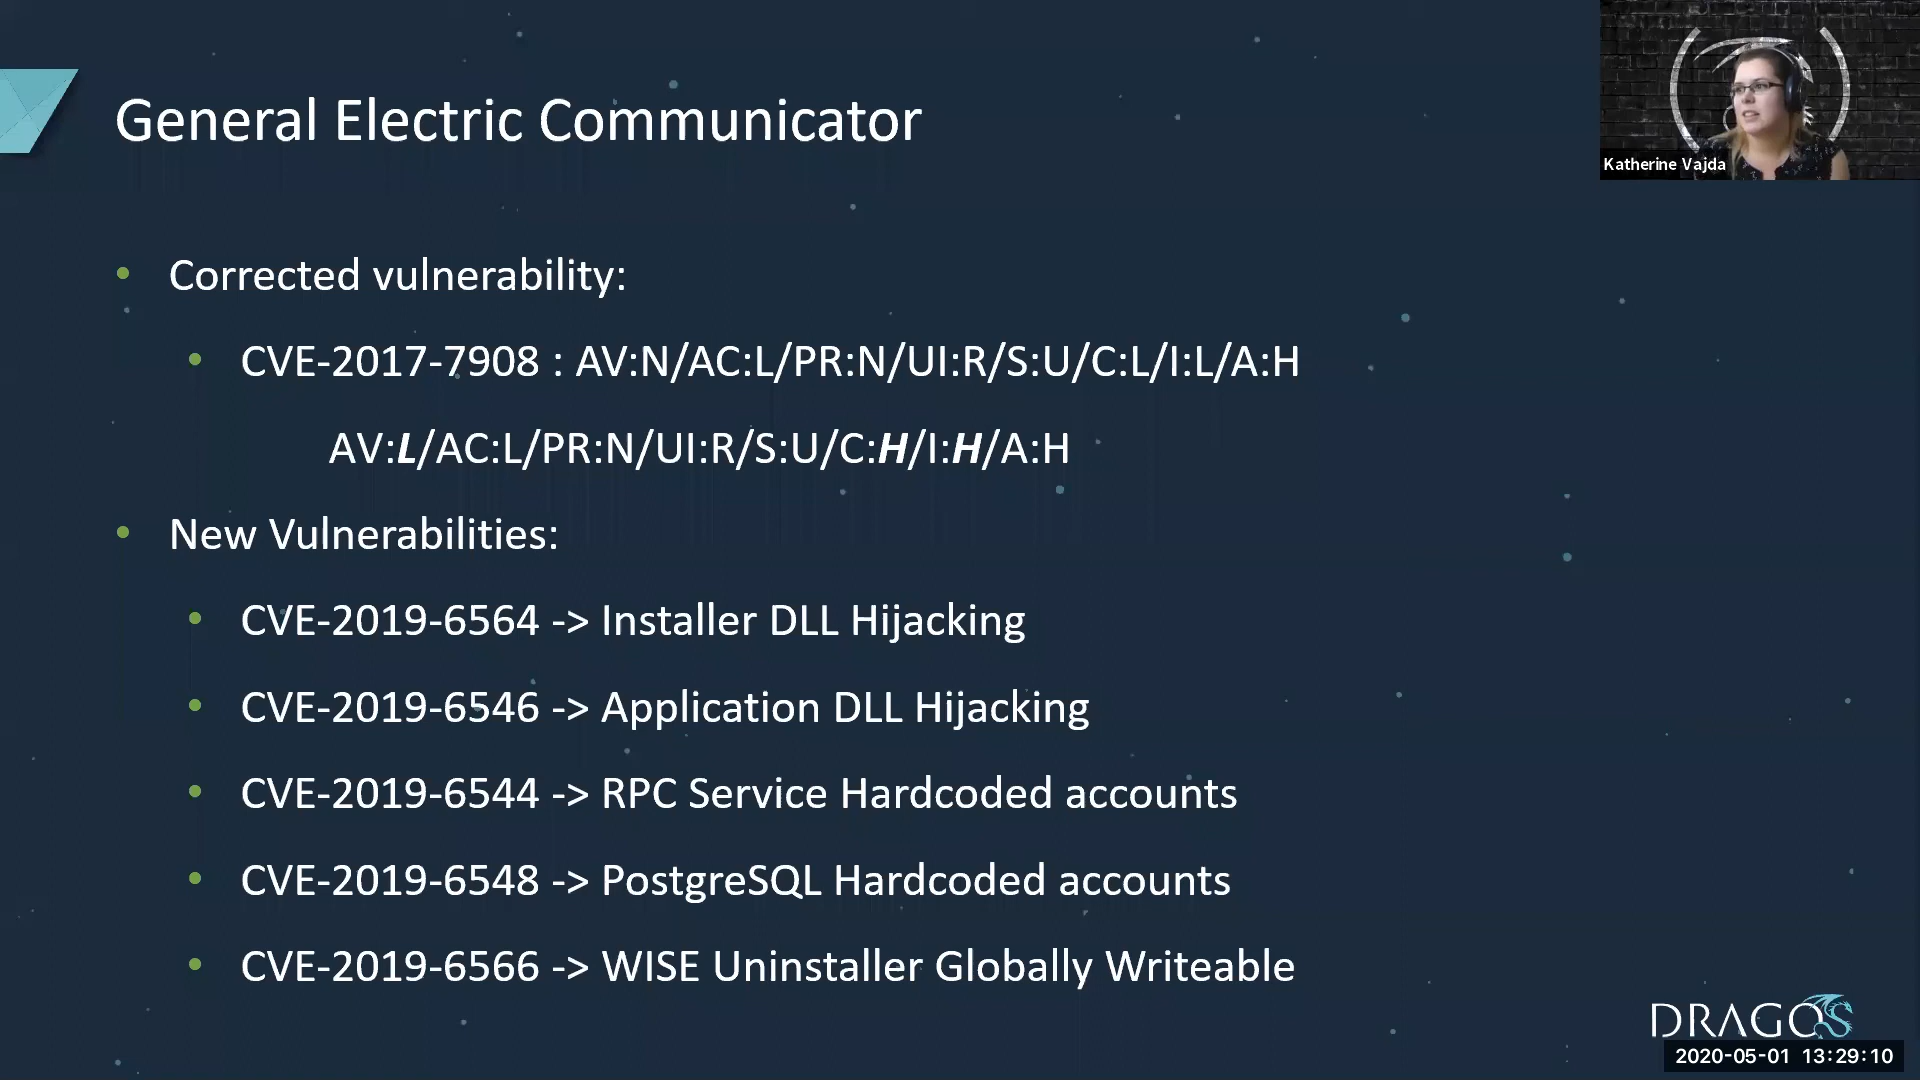 General Electric Communicator
Katherine Vajda
• Corrected vulnerability:
• CVE-2017-7908 : AV:N/AC:L/PR:N/UI:R/S:U/C:L/I:L/A:H
AV:L/AC:L/PR:N/UI:R/S:U/C:H/I:H/A:H
• New Vulnerabilities:
• CVE-2019-6564 -> Installer DLL Hijacking
• CVE-2019-6546 -> Application DLL Hijacking
• CVE-2019-6544 -> RPC Service Hardcoded accounts
• CVE-2019-6548 -> PostgreSQL Hardcoded accounts
• CVE-2019-6566 -> WISE Uninstaller Globally Writeable
DRAGOS
2020-05-01 13:29:10